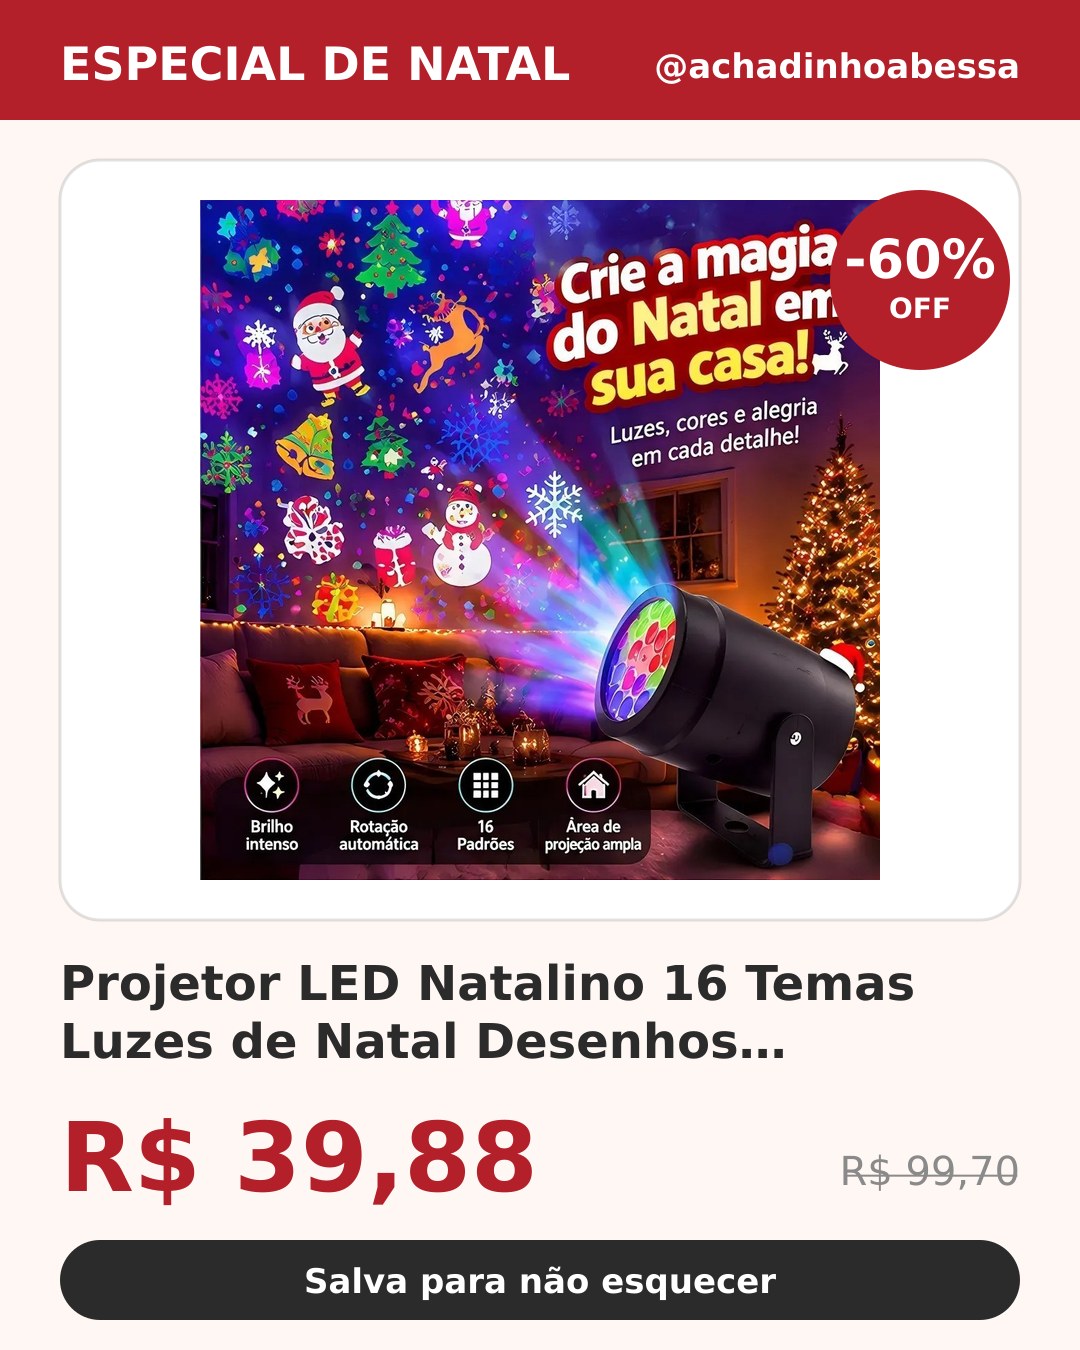 ESPECIAL DE NATAL
@achadinhoabessa
-60%
OFF
Crie a magia
do Natal em
sua casa!
Luzes, cores e alegria
em cada detalhe!
Brilho
intenso
Rotação
automática
16
Padrões
Área de
projeção ampla
Projetor LED Natalino 16 Temas
Luzes de Natal Desenhos...
R$ 39,88
R$ 99,70
Salva para não esquecer